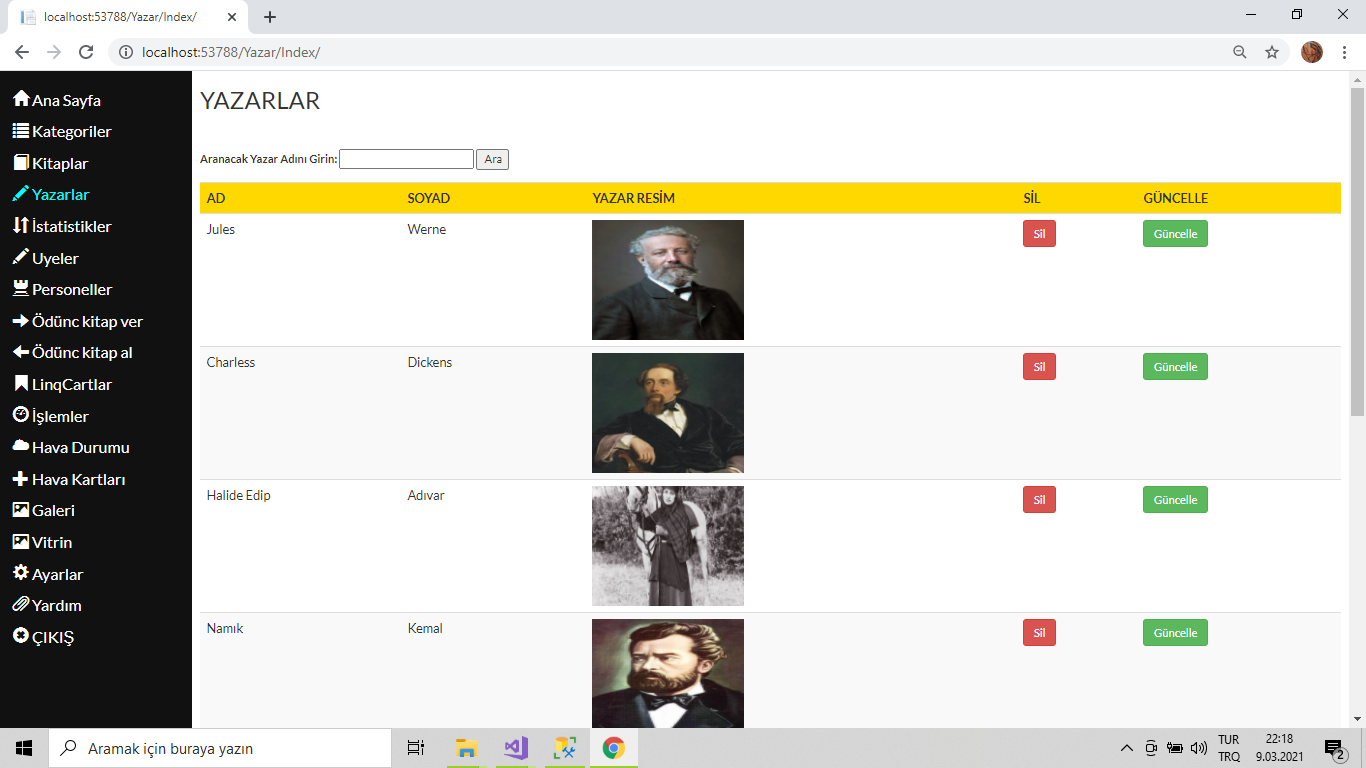 localhost:53788/Yazar/Index/
localhost:53788/Yazar/Index/
Ana Sayfa
Kategoriler
Kitaplar
Yazarlar
İstatistikler
Uyeler
Personeller
Ödünc kitap ver
Ödünc kitap al
LinqCartlar
İşlemler
Hava Durumu
Hava Kartları
Galeri
Vitrin
Ayarlar
Yardım
ÇIKIŞ
YAZARLAR
Aranacak Yazar Adını Girin: Ara
AD SOYAD YAZAR RESİM SİL GÜNCELLE
Jules Werne Sil Güncelle
Charless Dickens Sil Güncelle
Halide Edip Adıvar Sil Güncelle
Namık Kemal Sil Güncelle
Aramak için buraya yazın
TUR 22:18
TRQ 9.03.2021 2